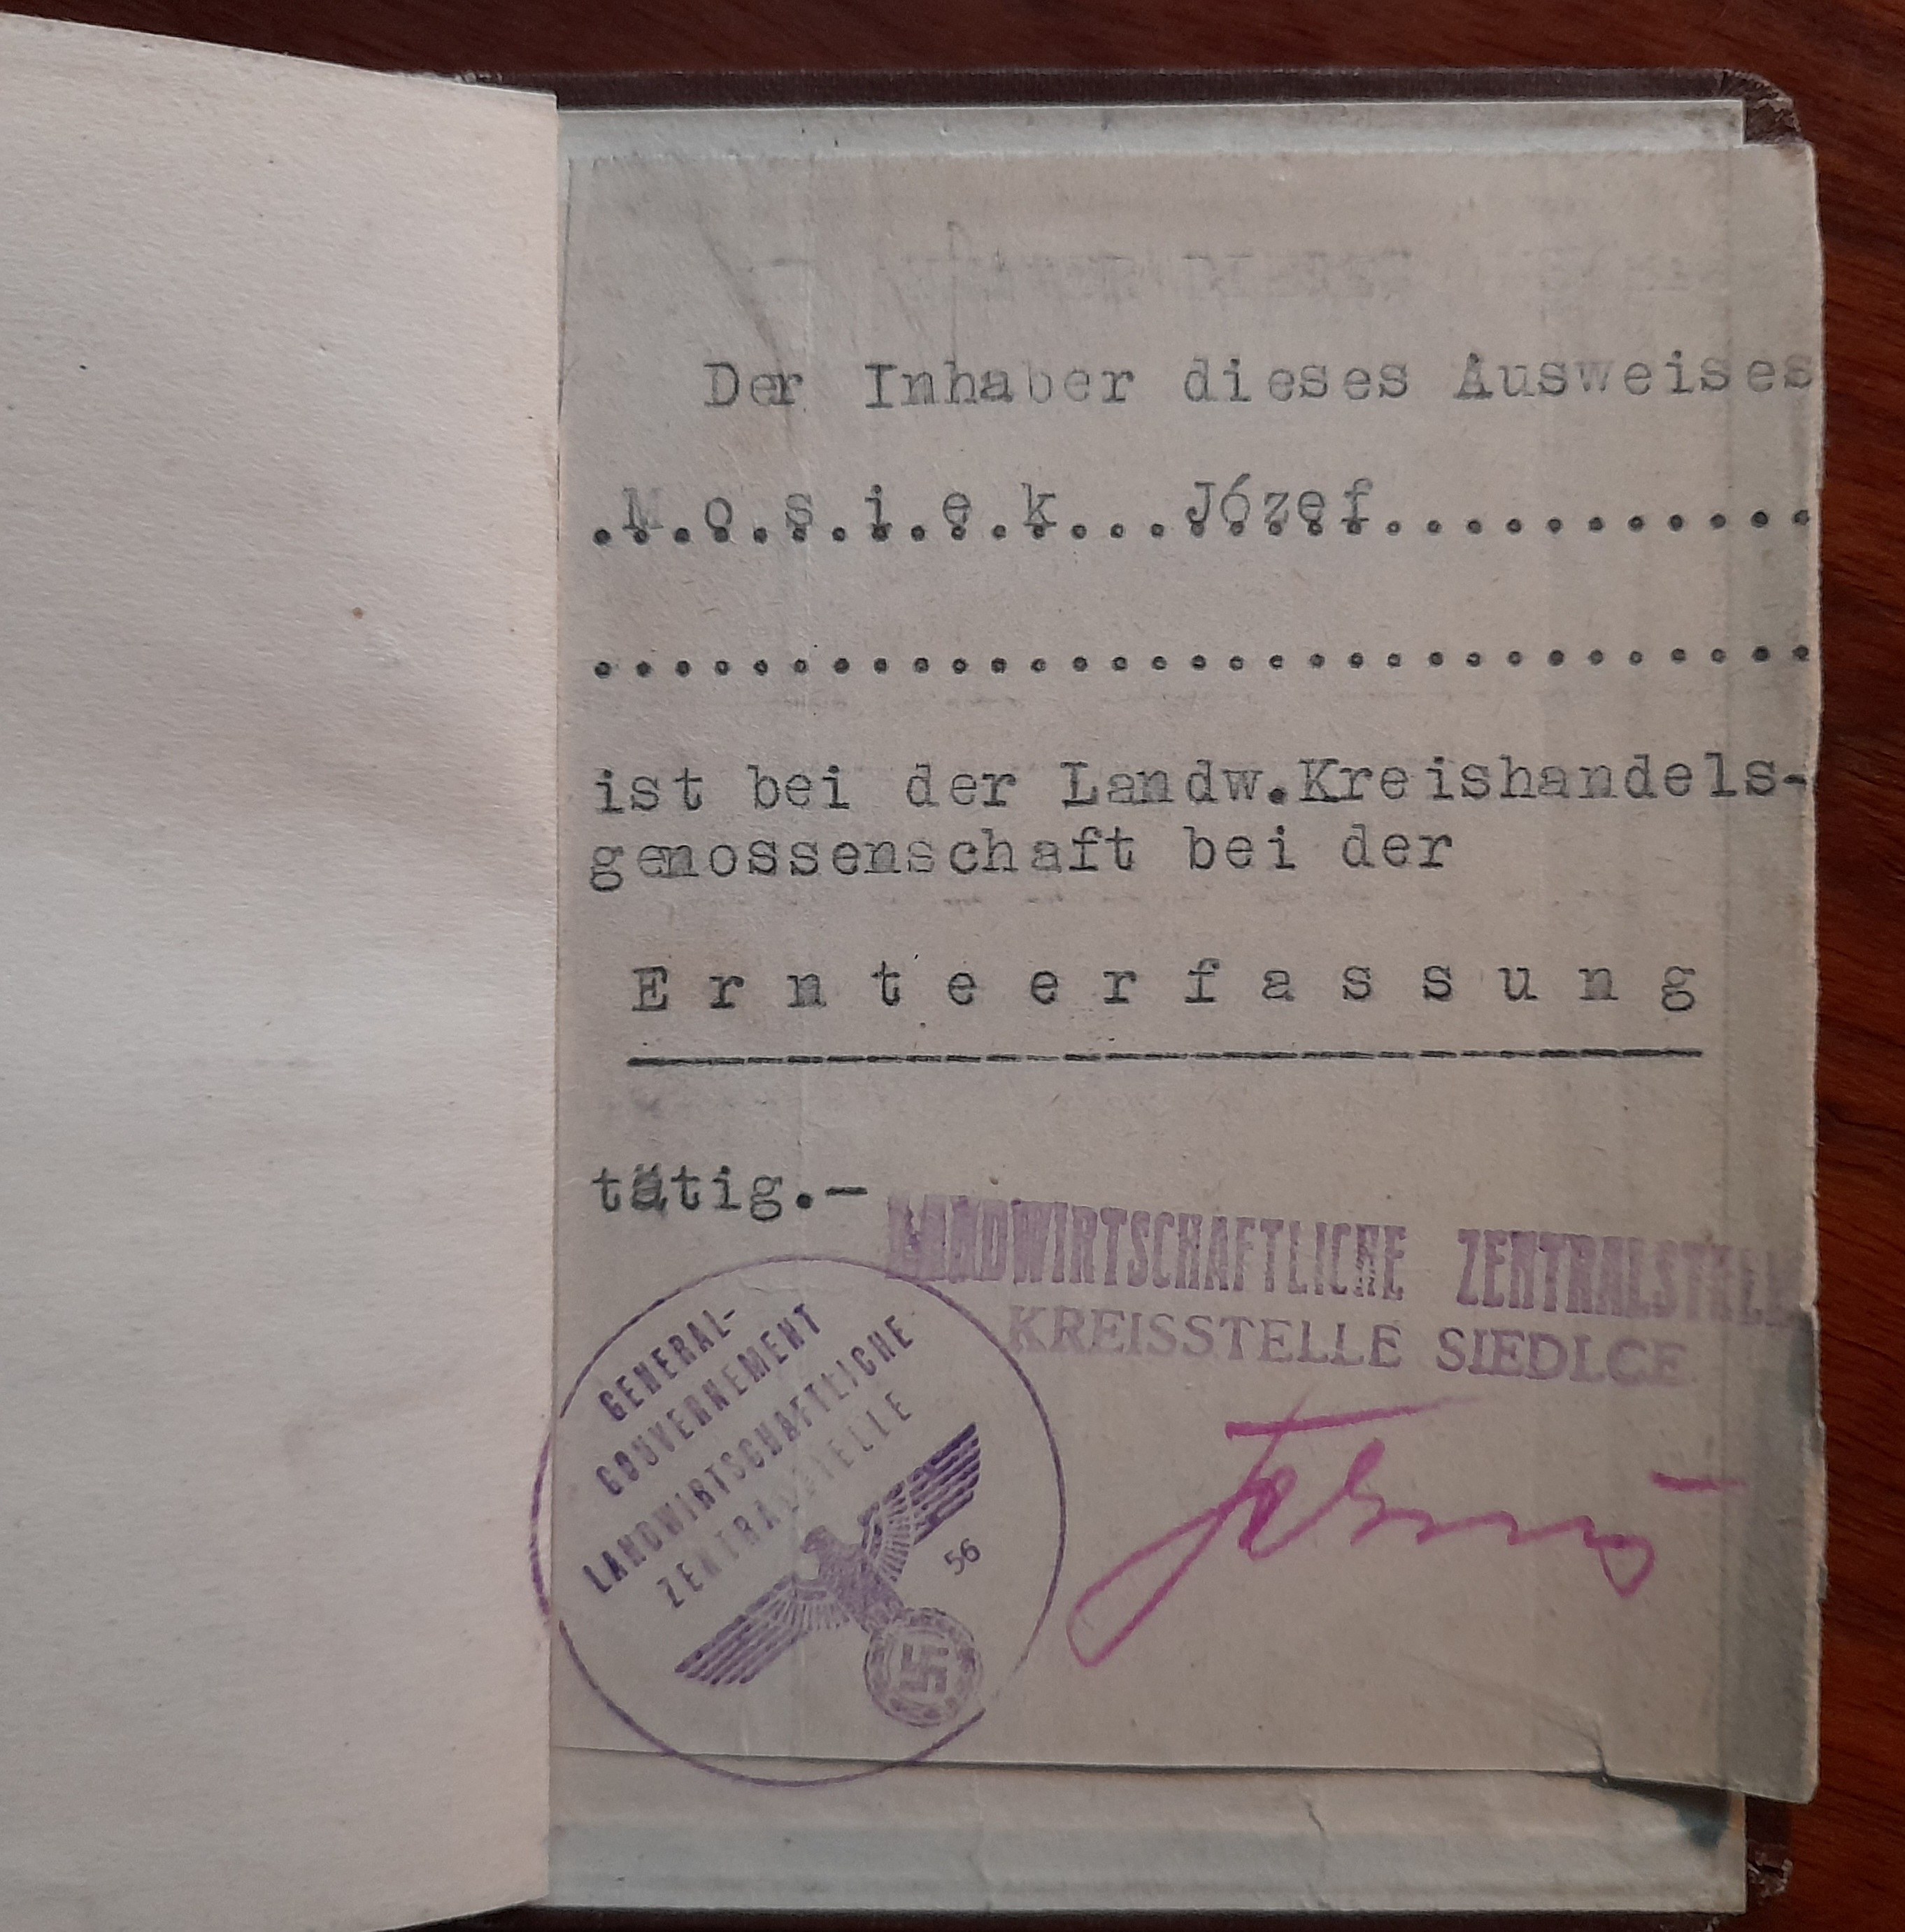 Der Inhaber dieses Ausweises
.M.o.s.i.e.k...Józef...........
...............................
ist bei der Landw.Kreishandels-
genossenschaft bei der
E r n t e e r f a s s u n g
tätig.-
LANDWIRTSCHAFTLICHE ZENTRALSTELLE
KREISSTELLE SIEDLCE
GENERAL-
GOUVERNEMENT
LANDWIRTSCHAFTLICHE
ZENTRALSTELLE
56